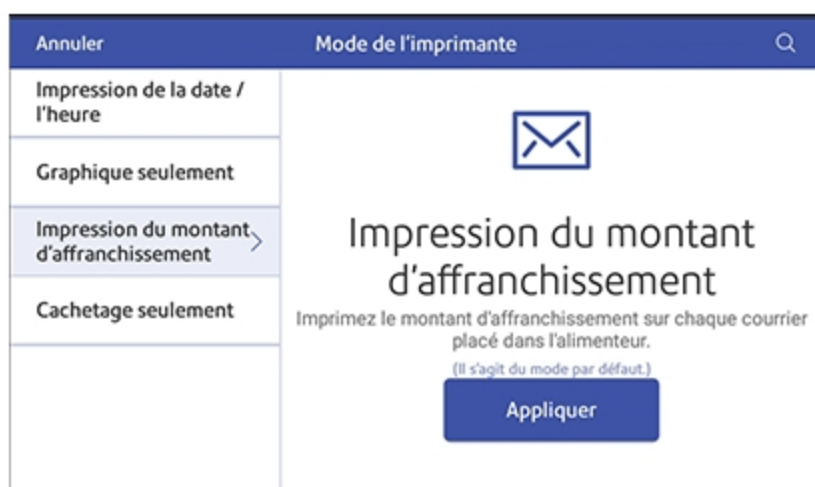 Annuler
Mode de l'imprimante
Impression de la date /
l'heure
Graphique seulement
Impression du montant
d'affranchissement
Cachetage seulement
Impression du montant
d'affranchissement
Imprimez le montant d'affranchissement sur chaque courrier
placé dans l'alimenteur.
(Il s'agit du mode par défaut.)
Appliquer